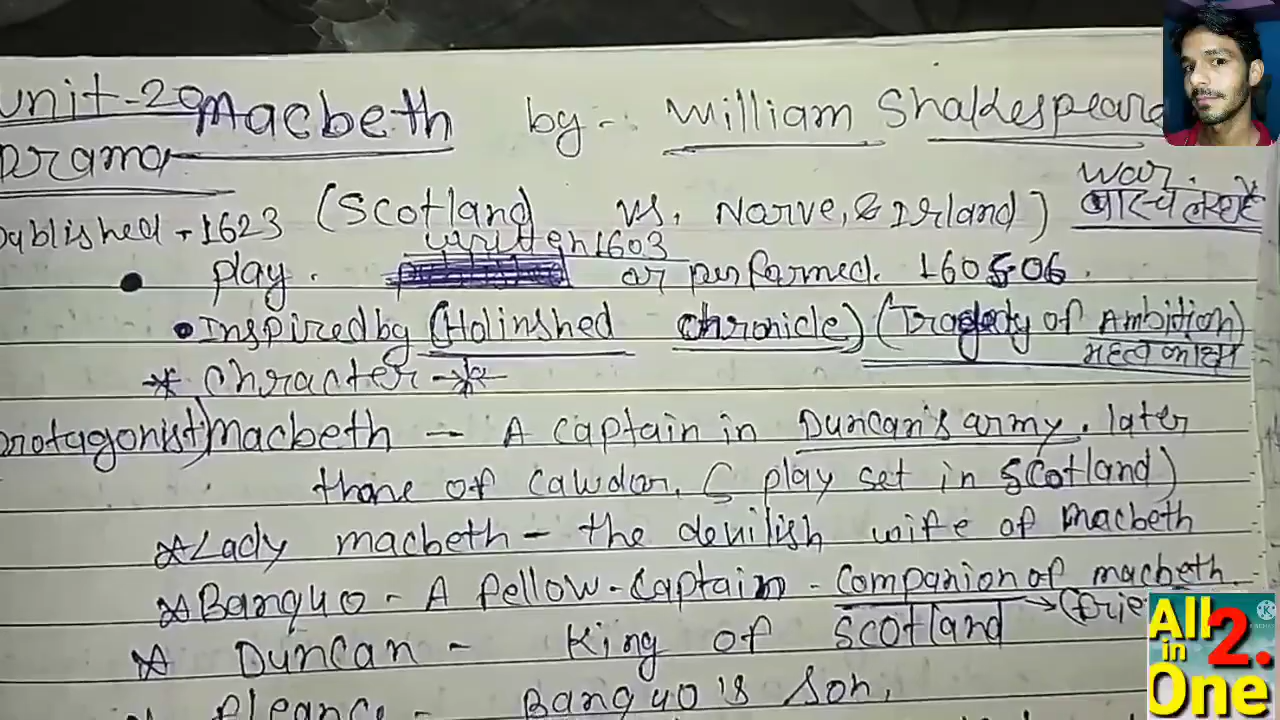 Unit-2 Macbeth by-: William Shakespeare
Drama
war.
published - 1623 (Scotland vs. Narve, & Irland)
written 1603
play. or performed. 1605-06.
Inspired by (Holinshed chronicle) (Tragedy of Ambition)
* Chracter -*
protagonist) Macbeth - A captain in Duncan's army. later
thane of cawdor. ( play set in Scotland)
Lady macbeth - the devilish wife of macbeth
Banquo - A fellow-captain - companion of macbeth.
Duncan - King of Scotland
Fleance - Banquo's son,
All in One 2.